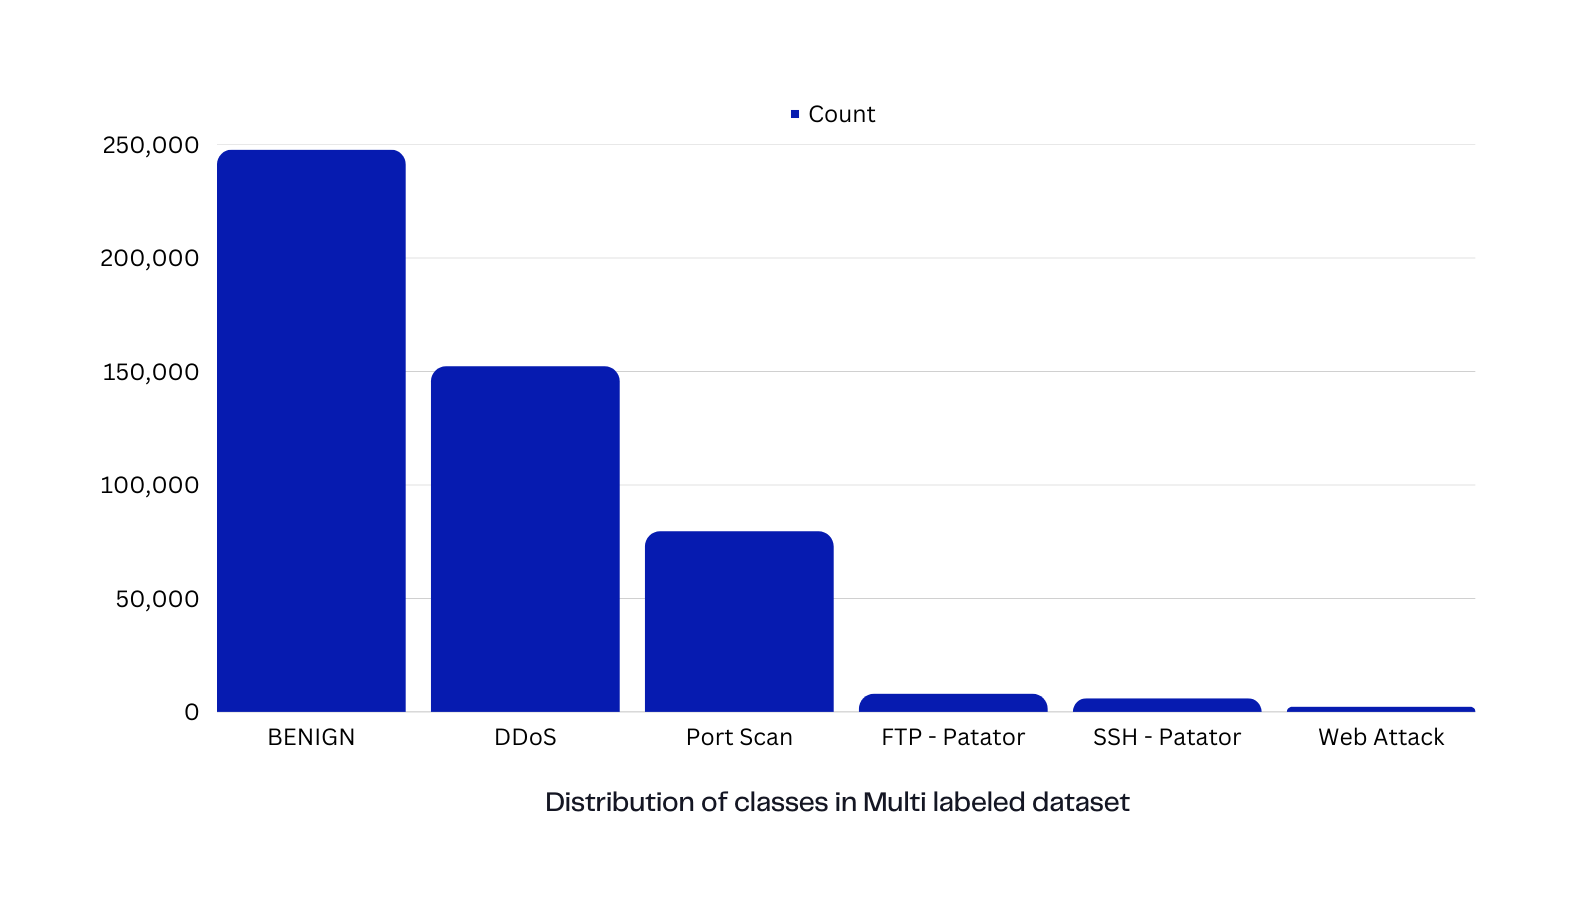 Count
250,000
200,000
150,000
100,000
50,000
0
BENIGN DDoS Port Scan FTP - Patator SSH - Patator Web Attack
Distribution of classes in Multi labeled dataset